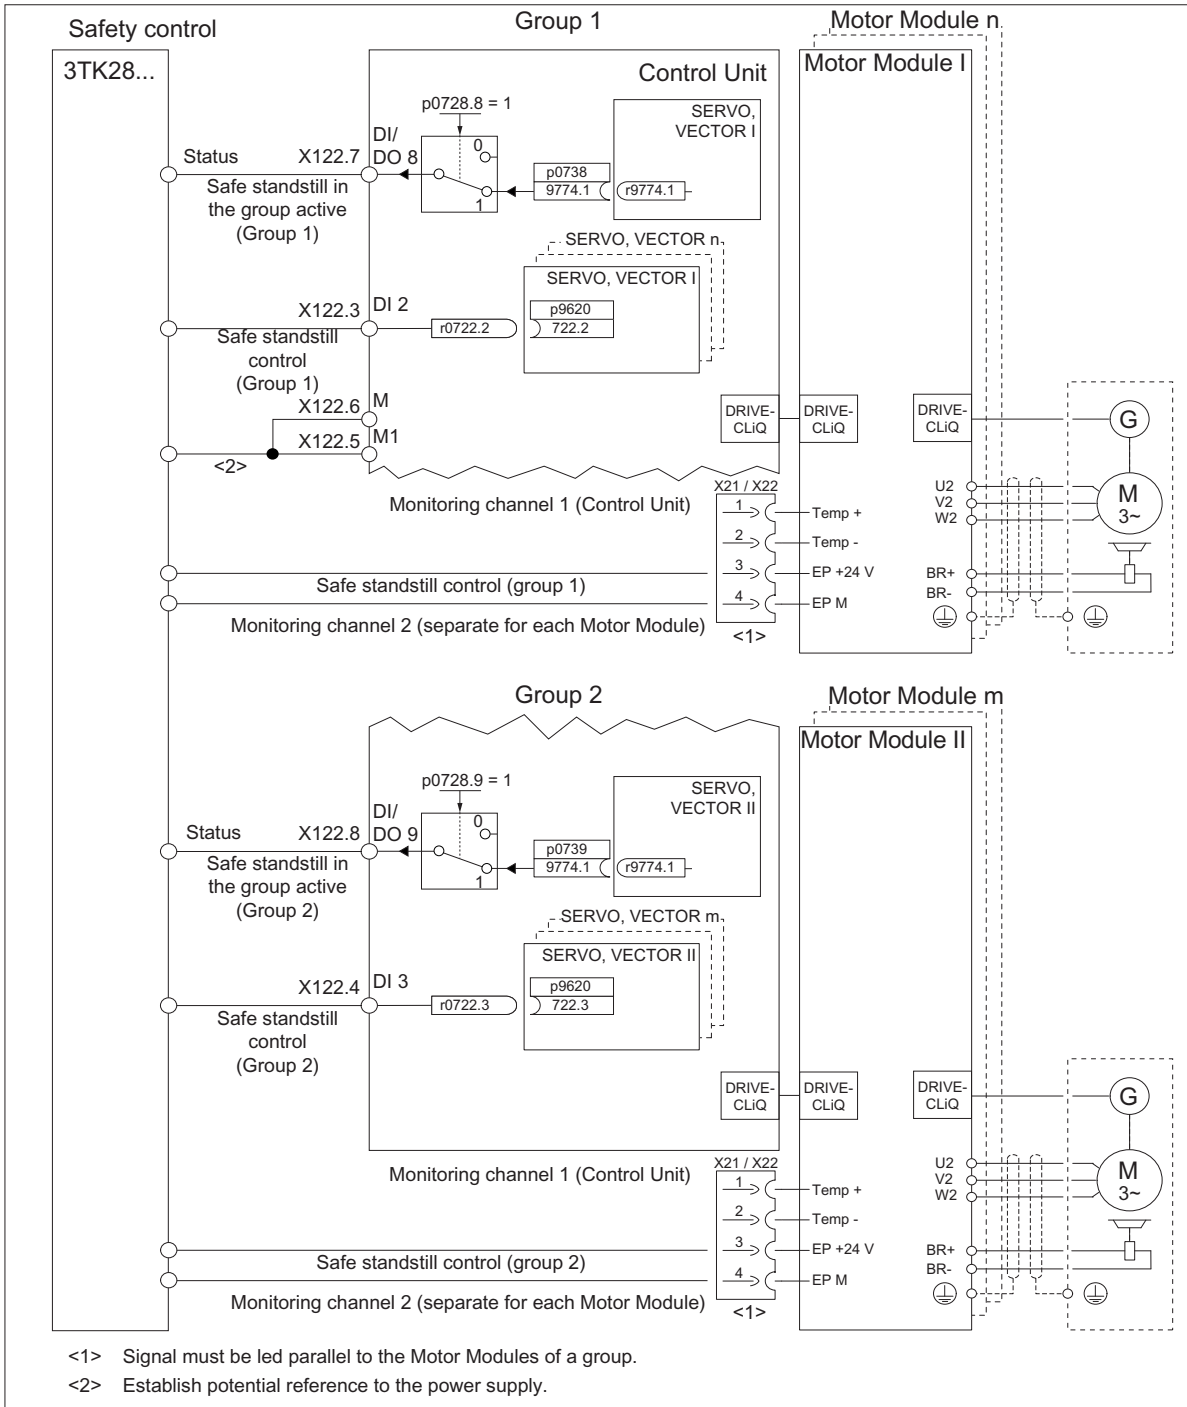 Safety control
3TK28...
Group 1
Control Unit
Motor Module n
Motor Module I
p0728.8 = 1
SERVO,
VECTOR I
DI/
DO 8
0
1
p0738
9774.1
r9774.1
Status
X122.7
Safe standstill in
the group active
(Group 1)
SERVO, VECTOR n
SERVO, VECTOR I
p9620
722.2
r0722.2
X122.3
DI 2
Safe standstill
control
(Group 1)
X122.6
M
X122.5
M1
<2>
DRIVE-
CLiQ
DRIVE-
CLiQ
DRIVE-
CLiQ
G
Monitoring channel 1 (Control Unit)
X21 / X22
1
Temp +
2
Temp -
3
EP +24 V
4
EP M
<1>
U2
V2
W2
BR+
BR-
M
3~
Safe standstill control (group 1)
Monitoring channel 2 (separate for each Motor Module)
Group 2
Motor Module m
Motor Module II
p0728.9 = 1
SERVO,
VECTOR II
DI/
DO 9
0
1
p0739
9774.1
r9774.1
Status
X122.8
Safe standstill in
the group active
(Group 2)
SERVO, VECTOR m
SERVO, VECTOR II
p9620
722.3
r0722.3
X122.4
DI 3
Safe standstill
control
(Group 2)
DRIVE-
CLiQ
DRIVE-
CLiQ
DRIVE-
CLiQ
G
Monitoring channel 1 (Control Unit)
X21 / X22
1
Temp +
2
Temp -
3
EP +24 V
4
EP M
<1>
U2
V2
W2
BR+
BR-
M
3~
Safe standstill control (group 2)
Monitoring channel 2 (separate for each Motor Module)
<1> Signal must be led parallel to the Motor Modules of a group.
<2> Establish potential reference to the power supply.